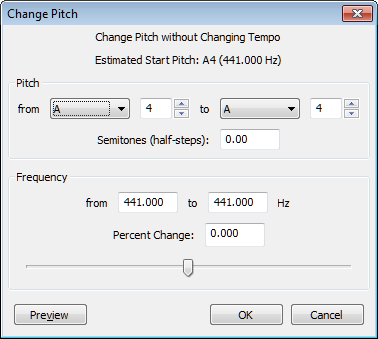 Change Pitch
Change Pitch without Changing Tempo
Estimated Start Pitch: A4 (441.000 Hz)
Pitch
from A 4 to A 4
Semitones (half-steps): 0.00
Frequency
from 441.000 to 441.000 Hz
Percent Change: 0.000
Preview OK Cancel